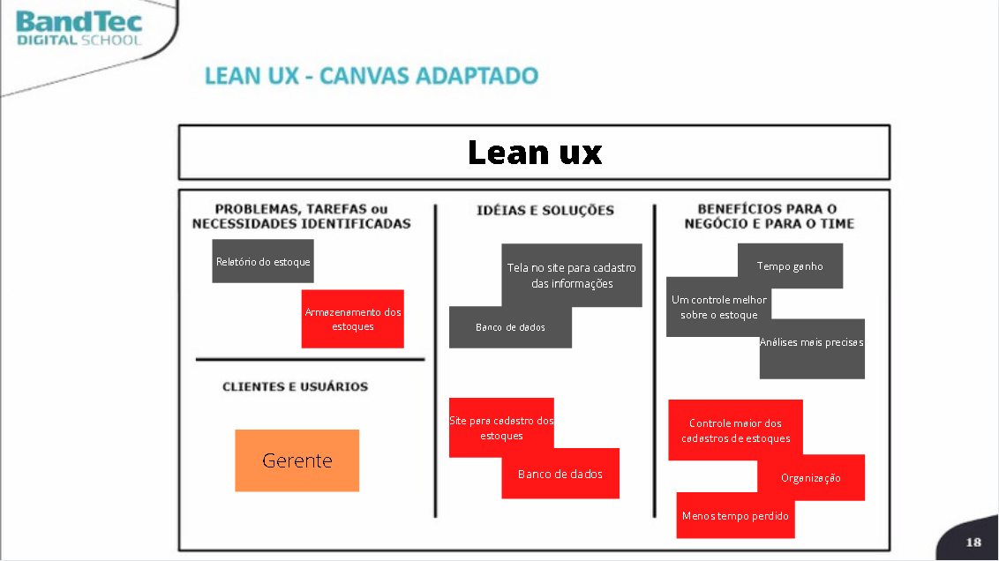 BandTec
DIGITAL SCHOOL
LEAN UX - CANVAS ADAPTADO
Lean ux
PROBLEMAS, TAREFAS ou
NECESSIDADES IDENTIFICADAS
Relatório do estoque
Armazenamento dos
estoques
CLIENTES E USUÁRIOS
Gerente
IDÉIAS E SOLUÇÕES
Tela no site para cadastro
das informações
Banco de dados
Site para cadastro dos
estoques
Banco de dados
BENEFÍCIOS PARA O
NEGÓCIO E PARA O TIME
Tempo ganho
Um controle melhor
sobre o estoque
Análises mais precisas
Controle maior dos
cadastros de estoques
Organização
Menos tempo perdido
18